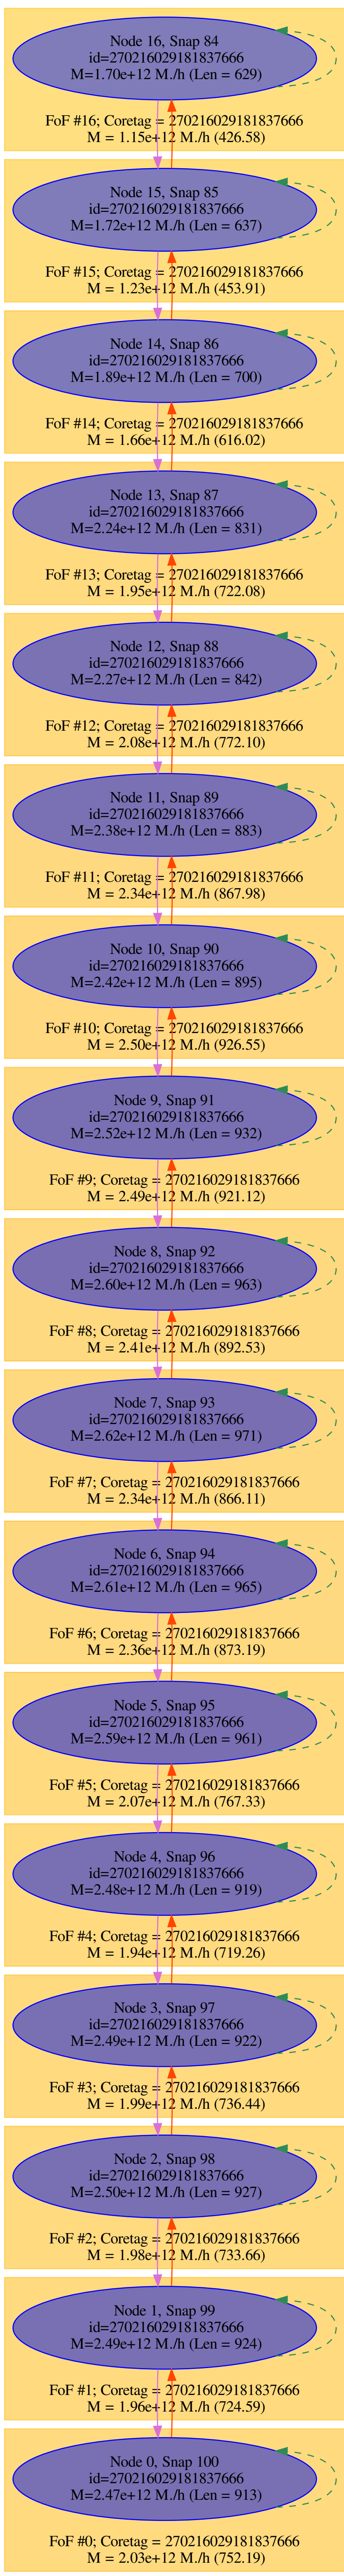 Node 16, Snap 84
id=270216029181837666
M=1.70e+12 M./h (Len = 629)
FoF #16; Coretag = 270216029181837666
M = 1.15e+12 M./h (426.58)
Node 15, Snap 85
id=270216029181837666
M=1.72e+12 M./h (Len = 637)
FoF #15; Coretag = 270216029181837666
M = 1.23e+12 M./h (453.91)
Node 14, Snap 86
id=270216029181837666
M=1.89e+12 M./h (Len = 700)
FoF #14; Coretag = 270216029181837666
M = 1.66e+12 M./h (616.02)
Node 13, Snap 87
id=270216029181837666
M=2.24e+12 M./h (Len = 831)
FoF #13; Coretag = 270216029181837666
M = 1.95e+12 M./h (722.08)
Node 12, Snap 88
id=270216029181837666
M=2.27e+12 M./h (Len = 842)
FoF #12; Coretag = 270216029181837666
M = 2.08e+12 M./h (772.10)
Node 11, Snap 89
id=270216029181837666
M=2.38e+12 M./h (Len = 883)
FoF #11; Coretag = 270216029181837666
M = 2.34e+12 M./h (867.98)
Node 10, Snap 90
id=270216029181837666
M=2.42e+12 M./h (Len = 895)
FoF #10; Coretag = 270216029181837666
M = 2.50e+12 M./h (926.55)
Node 9, Snap 91
id=270216029181837666
M=2.52e+12 M./h (Len = 932)
FoF #9; Coretag = 270216029181837666
M = 2.49e+12 M./h (921.12)
Node 8, Snap 92
id=270216029181837666
M=2.60e+12 M./h (Len = 963)
FoF #8; Coretag = 270216029181837666
M = 2.41e+12 M./h (892.53)
Node 7, Snap 93
id=270216029181837666
M=2.62e+12 M./h (Len = 971)
FoF #7; Coretag = 270216029181837666
M = 2.34e+12 M./h (866.11)
Node 6, Snap 94
id=270216029181837666
M=2.61e+12 M./h (Len = 965)
FoF #6; Coretag = 270216029181837666
M = 2.36e+12 M./h (873.19)
Node 5, Snap 95
id=270216029181837666
M=2.59e+12 M./h (Len = 961)
FoF #5; Coretag = 270216029181837666
M = 2.07e+12 M./h (767.33)
Node 4, Snap 96
id=270216029181837666
M=2.48e+12 M./h (Len = 919)
FoF #4; Coretag = 270216029181837666
M = 1.94e+12 M./h (719.26)
Node 3, Snap 97
id=270216029181837666
M=2.49e+12 M./h (Len = 922)
FoF #3; Coretag = 270216029181837666
M = 1.99e+12 M./h (736.44)
Node 2, Snap 98
id=270216029181837666
M=2.50e+12 M./h (Len = 927)
FoF #2; Coretag = 270216029181837666
M = 1.98e+12 M./h (733.66)
Node 1, Snap 99
id=270216029181837666
M=2.49e+12 M./h (Len = 924)
FoF #1; Coretag = 270216029181837666
M = 1.96e+12 M./h (724.59)
Node 0, Snap 100
id=270216029181837666
M=2.47e+12 M./h (Len = 913)
FoF #0; Coretag = 270216029181837666
M = 2.03e+12 M./h (752.19)